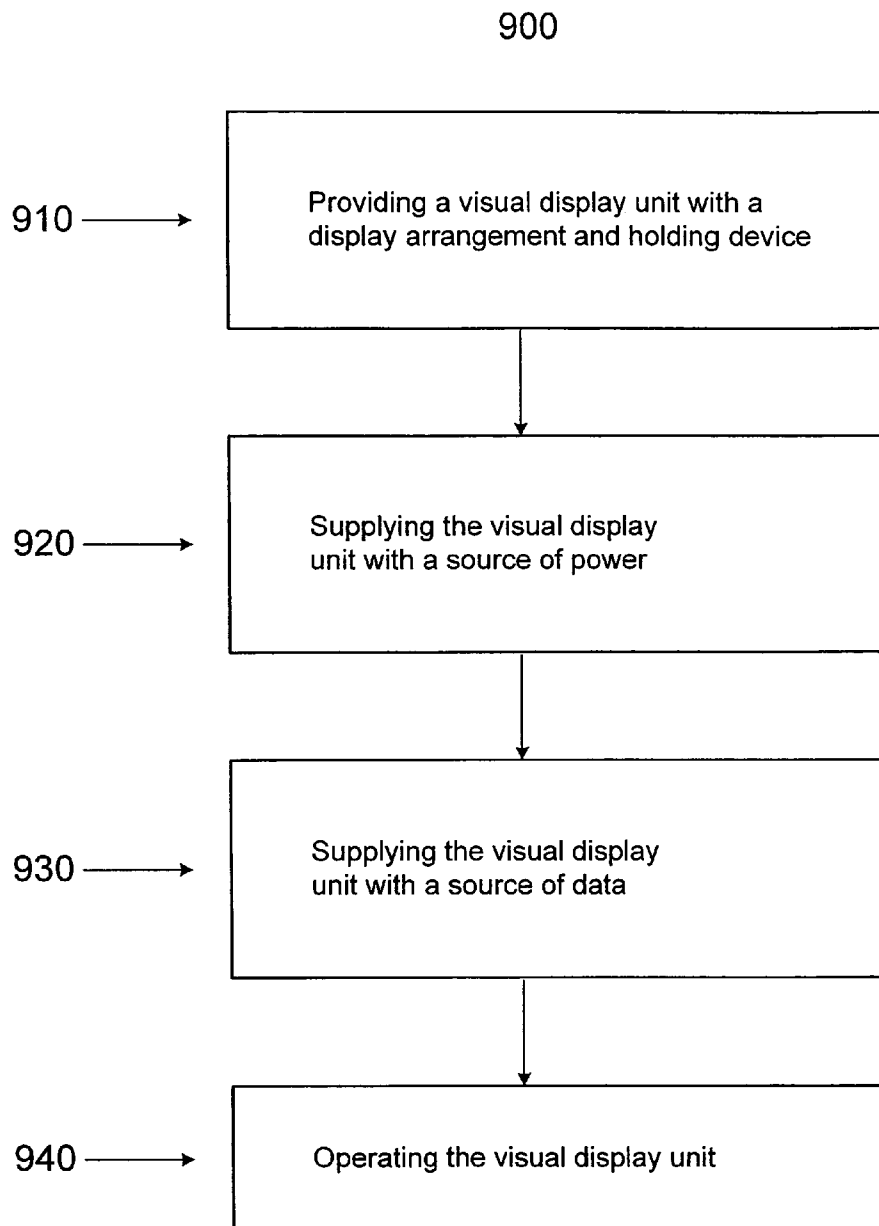 900
910
Providing a visual display unit with a
display arrangement and holding device
920
Supplying the visual display
unit with a source of power
930
Supplying the visual display
unit with a source of data
940
Operating the visual display unit